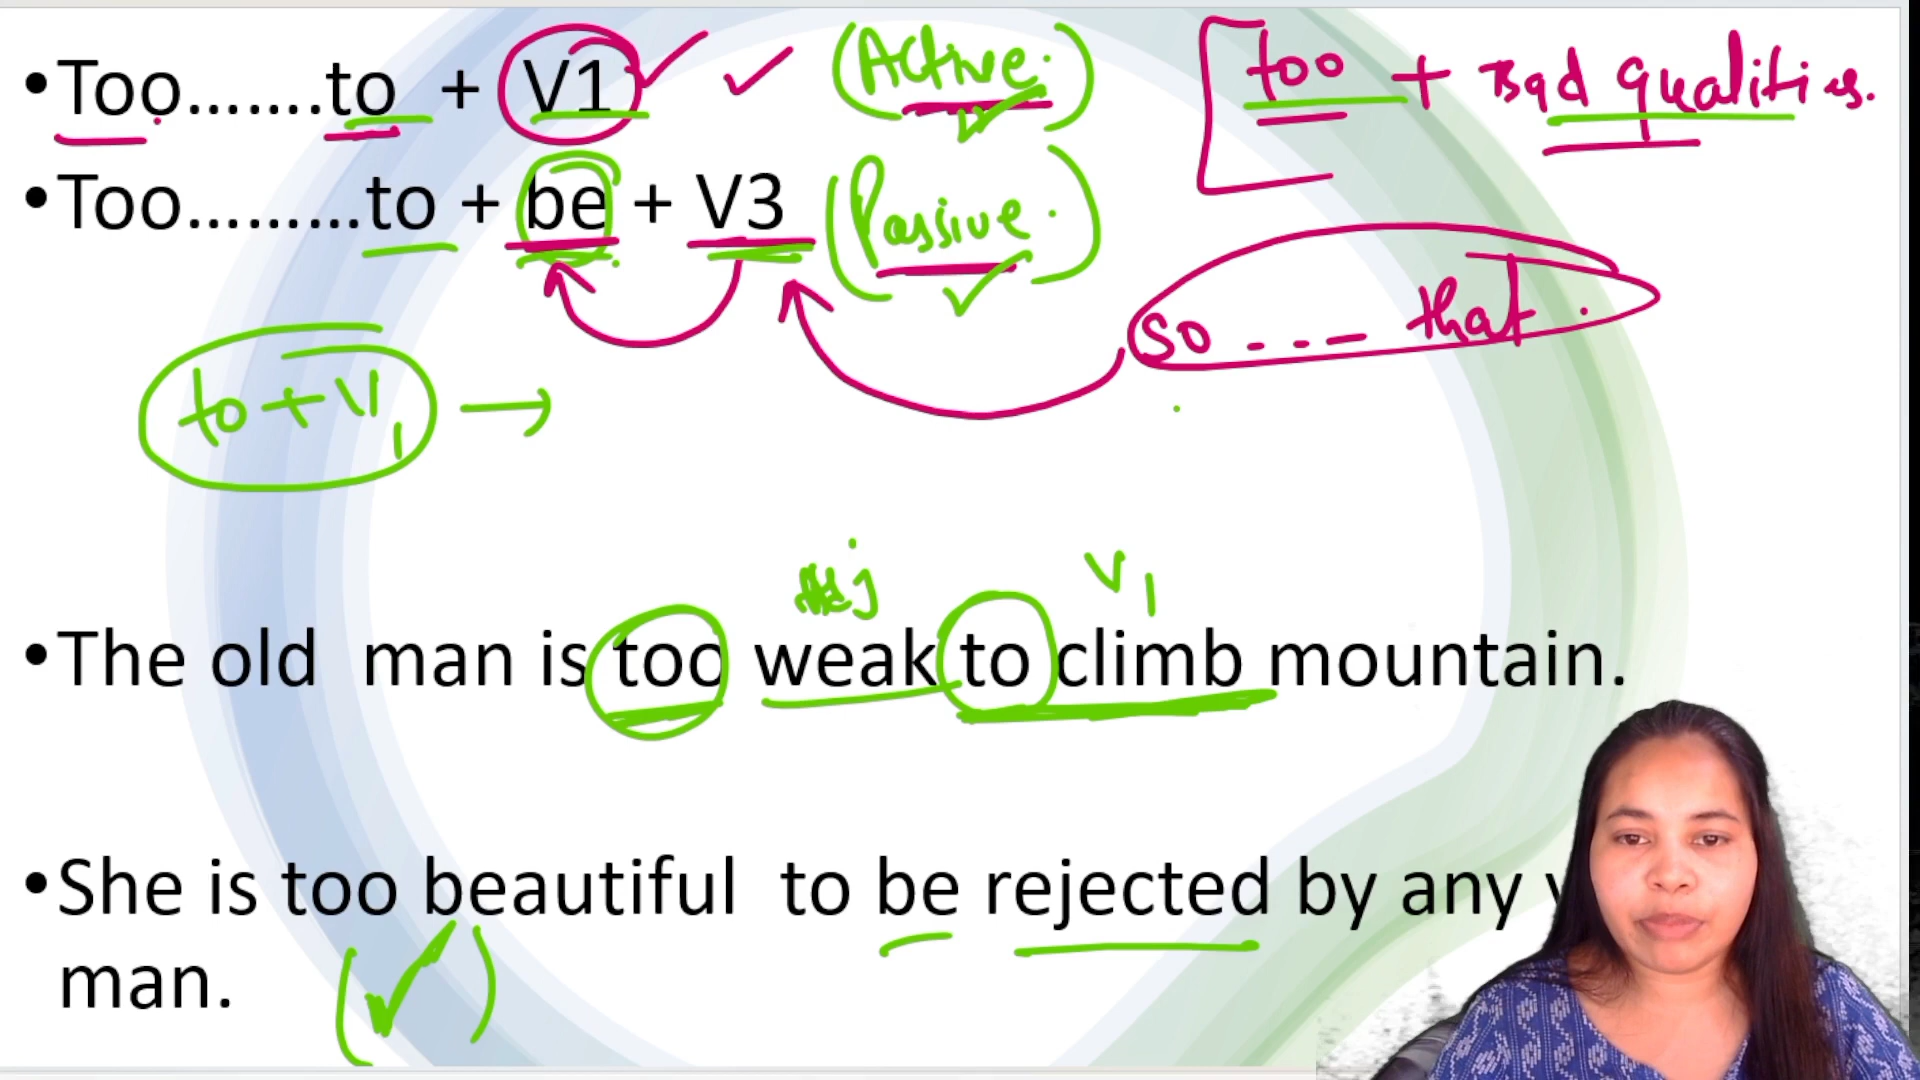 • Too.......to + V1 (Active.) too + Bad qualities.
• Too.........to + be + V3 (Passive.)
so - - - - that.
to + V1 →
Adj V1
• The old man is too weak to climb mountain.
• She is too beautiful to be rejected by any
man.